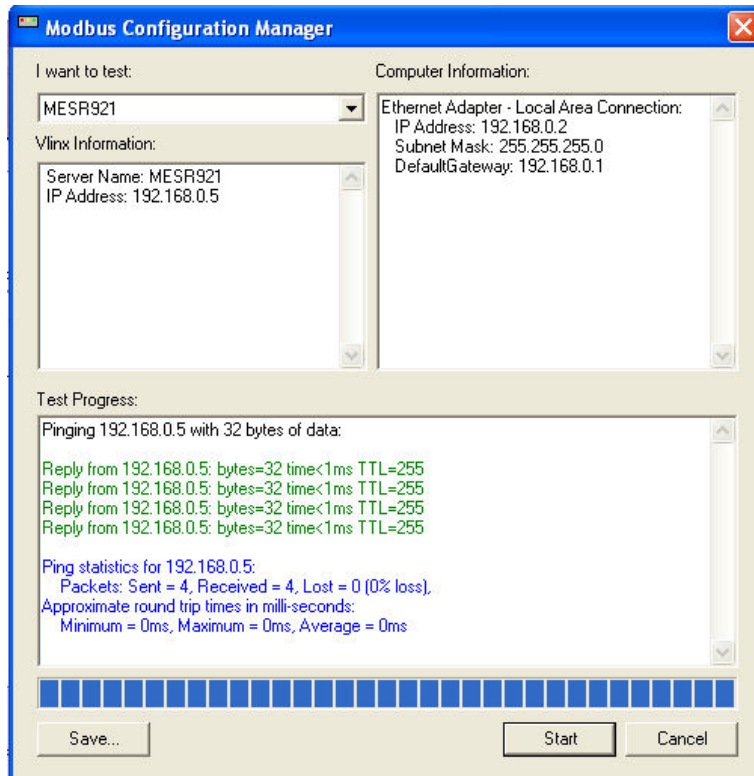 Modbus Configuration Manager
I want to test:
MESR921
Vlinx Information:
Server Name: MESR921
IP Address: 192.168.0.5
Computer Information:
Ethernet Adapter - Local Area Connection:
IP Address: 192.168.0.2
Subnet Mask: 255.255.255.0
DefaultGateway: 192.168.0.1
Test Progress:
Pinging 192.168.0.5 with 32 bytes of data:
Reply from 192.168.0.5: bytes=32 time<1ms TTL=255
Reply from 192.168.0.5: bytes=32 time<1ms TTL=255
Reply from 192.168.0.5: bytes=32 time<1ms TTL=255
Reply from 192.168.0.5: bytes=32 time<1ms TTL=255
Ping statistics for 192.168.0.5:
Packets: Sent = 4, Received = 4, Lost = 0 (0% loss),
Approximate round trip times in milli-seconds:
Minimum = 0ms, Maximum = 0ms, Average = 0ms
Save...
Start
Cancel